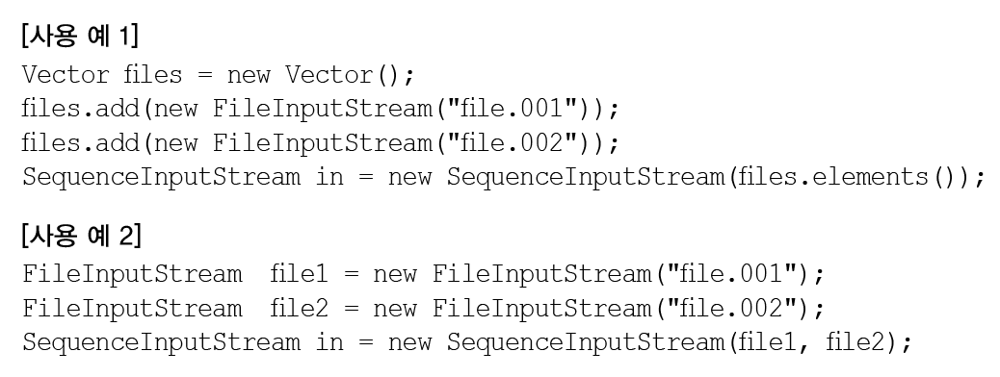 [사용 예 1]
Vector files = new Vector();
files.add(new FileInputStream("file.001"));
files.add(new FileInputStream("file.002"));
SequenceInputStream in = new SequenceInputStream(files.elements());
[사용 예 2]
FileInputStream  file1 = new FileInputStream("file.001");
FileInputStream  file2 = new FileInputStream("file.002");
SequenceInputStream in = new SequenceInputStream(file1, file2);